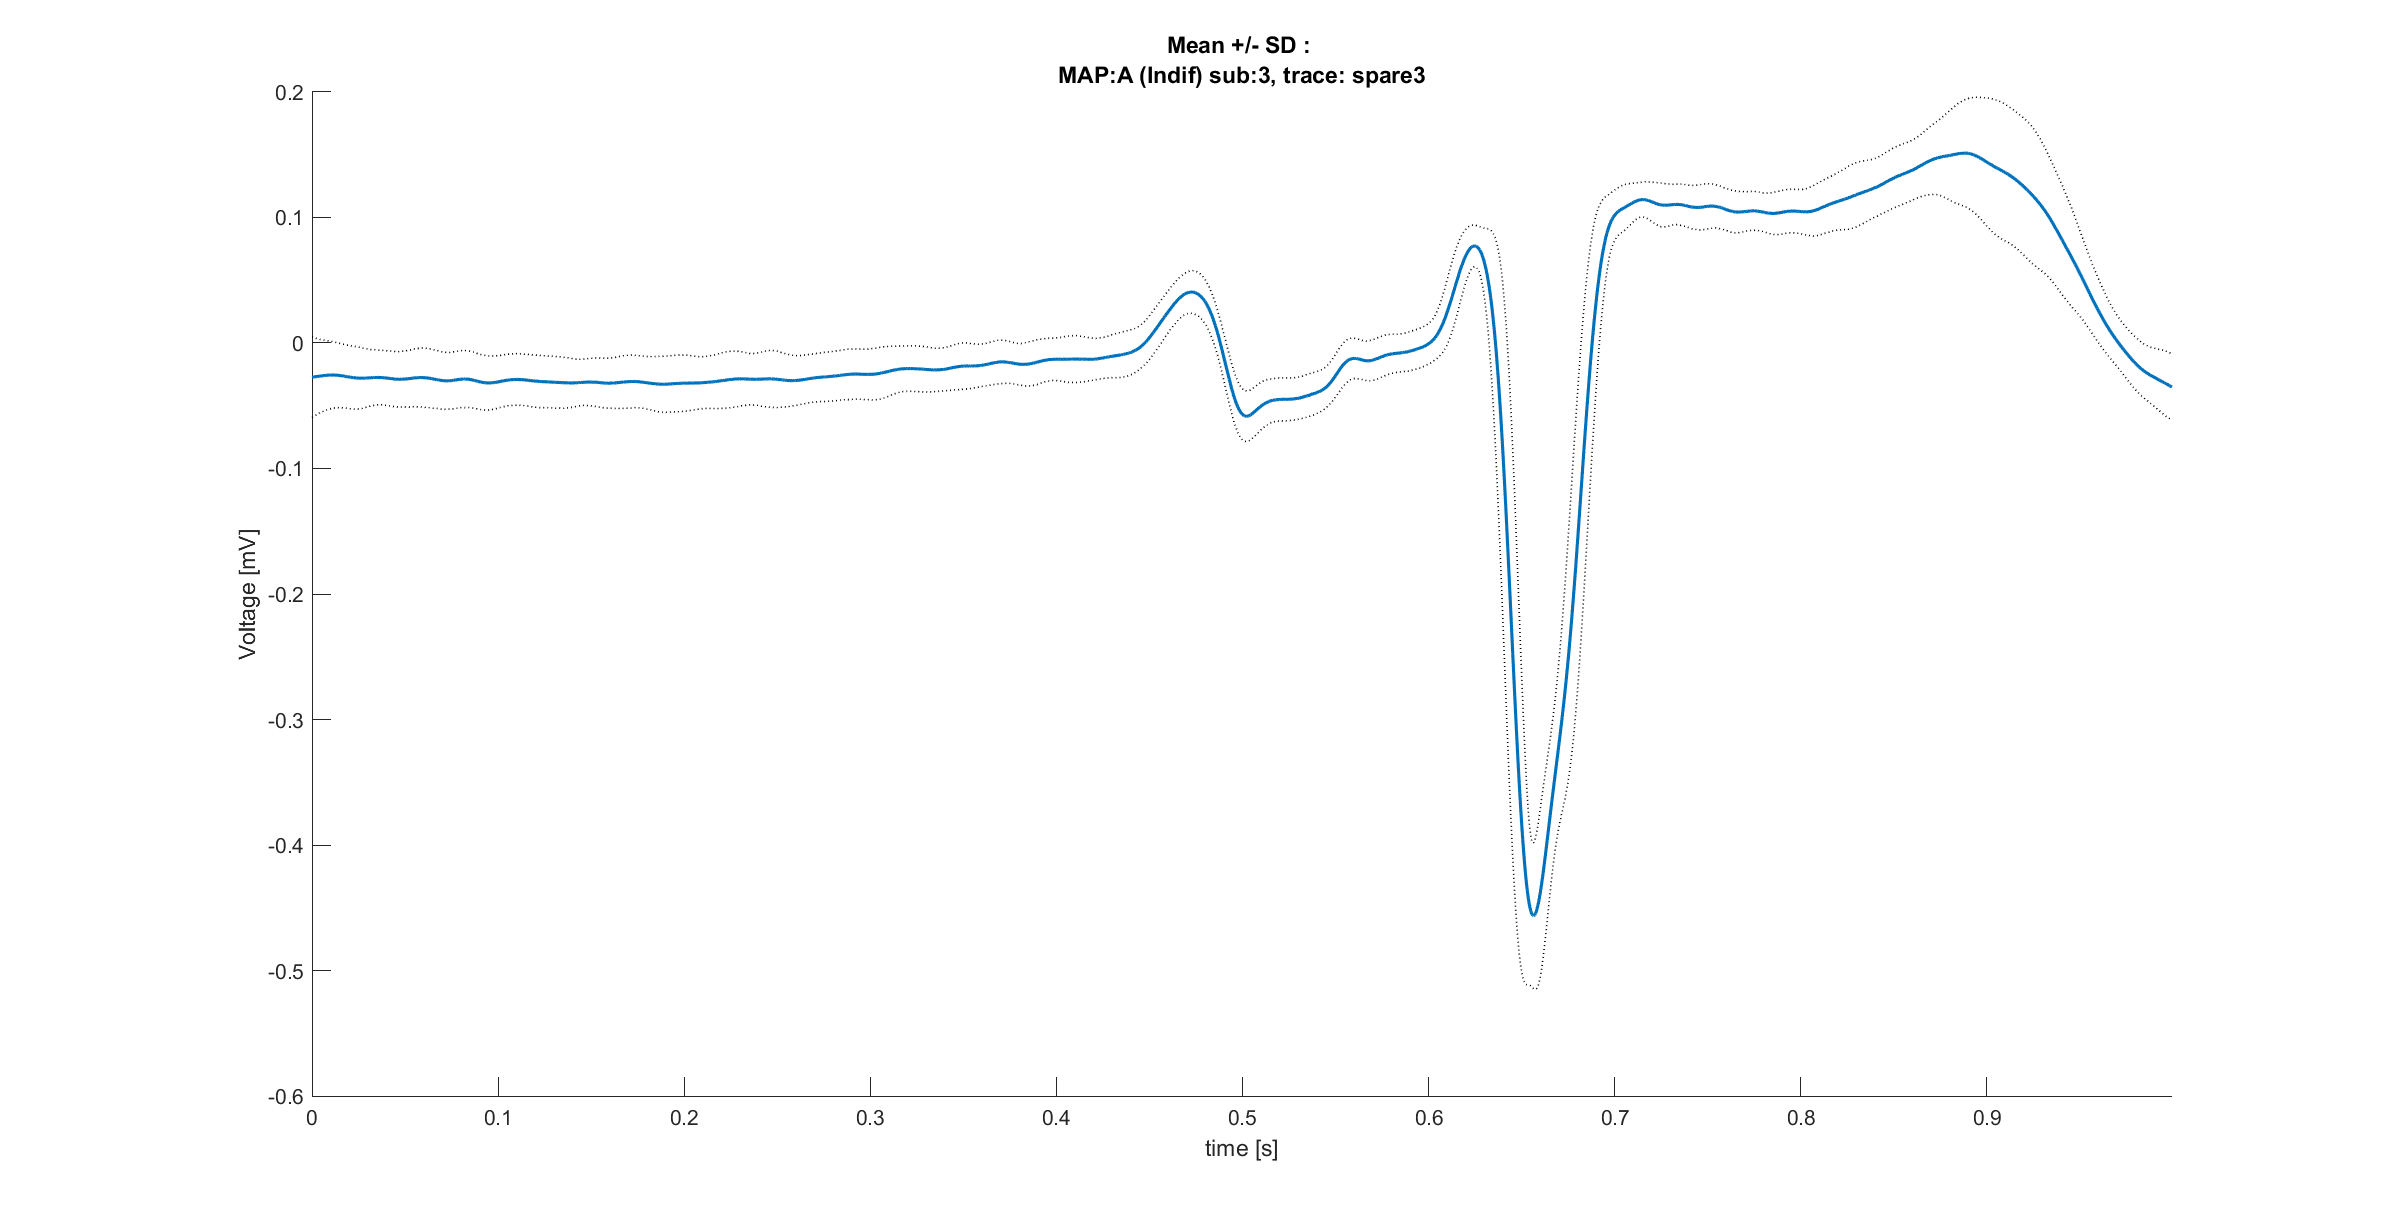 Mean +/- SD :
MAP:A (Indif) sub:3, trace: spare3
0.2
0.1
0
-0.1
-0.2
-0.3
-0.4
-0.5
-0.6
Voltage [mV]
0 0.1 0.2 0.3 0.4 0.5 0.6 0.7 0.8 0.9
time [s]